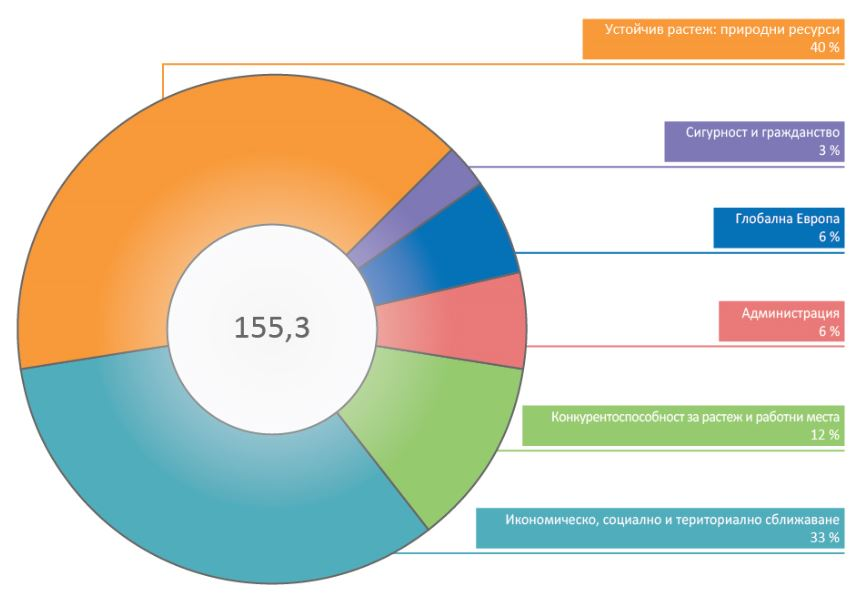 Устойчив растеж: природни ресурси
40 %
Сигурност и гражданство
3 %
Глобална Европа
6 %
155,3
Администрация
6 %
Конкурентоспособност за растеж и работни места
12 %
Икономическо, социално и териториално сближаване
33 %